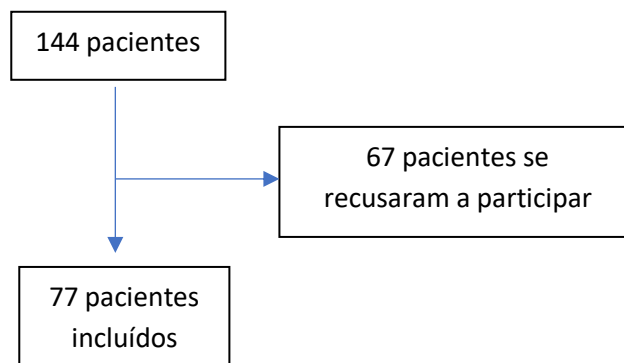 144 pacientes
67 pacientes se
recusaram a participar
77 pacientes
incluídos